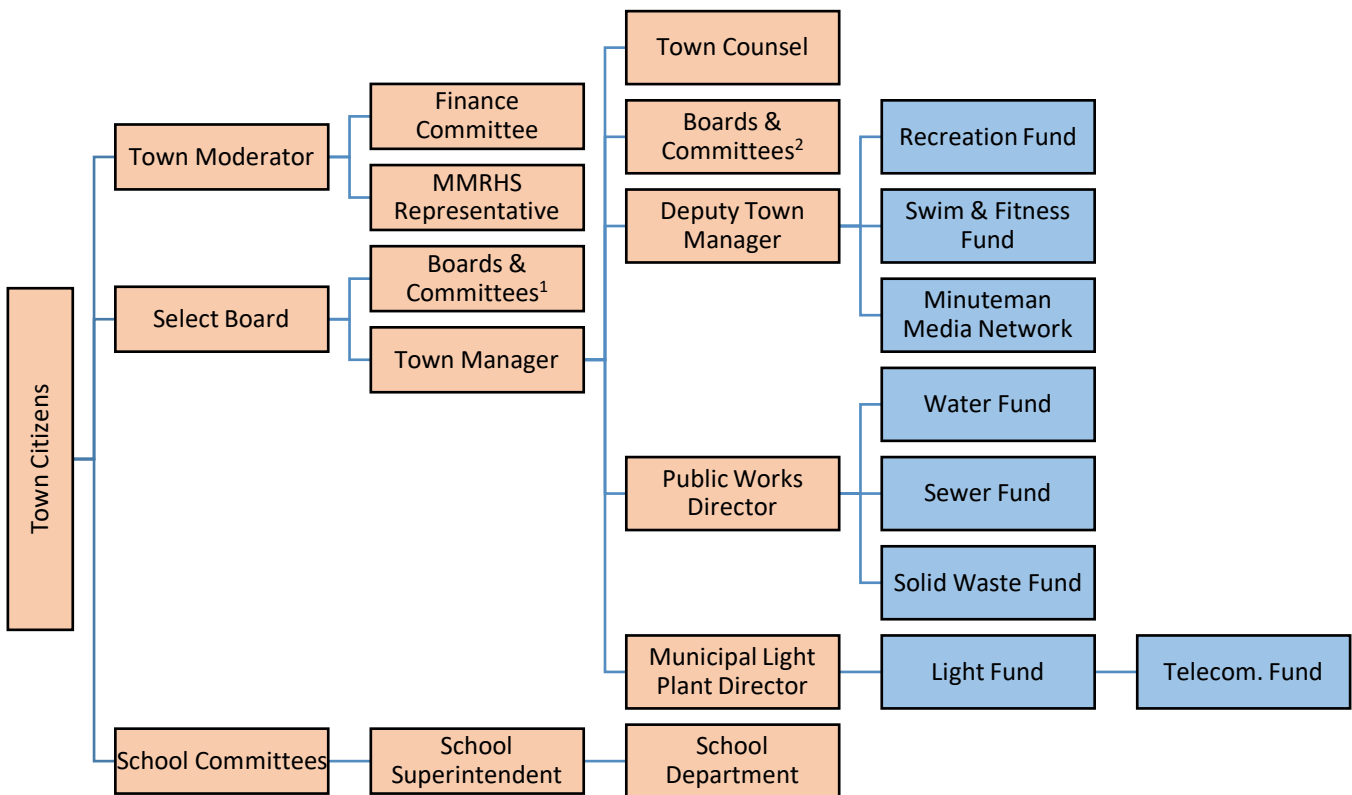 Town Citizens
Town Moderator
Finance
Committee
MMRHS
Representative
Select Board
Boards &
Committees¹
Town Manager
Town Counsel
Boards &
Committees²
Deputy Town
Manager
Recreation Fund
Swim & Fitness
Fund
Minuteman
Media Network
Public Works
Director
Water Fund
Sewer Fund
Solid Waste Fund
Municipal Light
Plant Director
Light Fund
Telecom. Fund
School Committees
School
Superintendent
School
Department